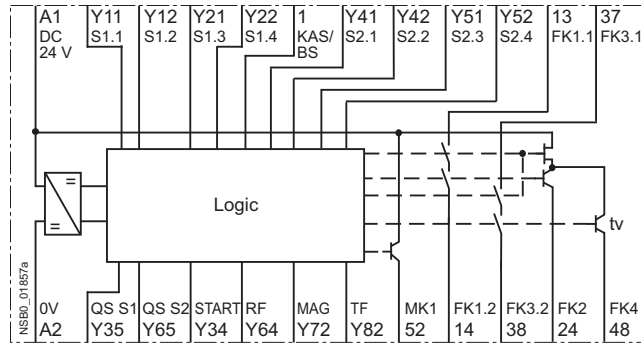 A1 Y11 Y12 Y21 Y22 1 Y41 Y42 Y51 Y52 13 37
DC S1.1 S1.2 S1.3 S1.4 KAS/ S2.1 S2.2 S2.3 S2.4 FK1.1 FK3.1
24 V BS
=
=
Logic
tv
NSB0_01857a
0V QS S1 QS S2 START RF MAG TF MK1 FK1.2 FK3.2 FK2 FK4
A2 Y35 Y65 Y34 Y64 Y72 Y82 52 14 38 24 48